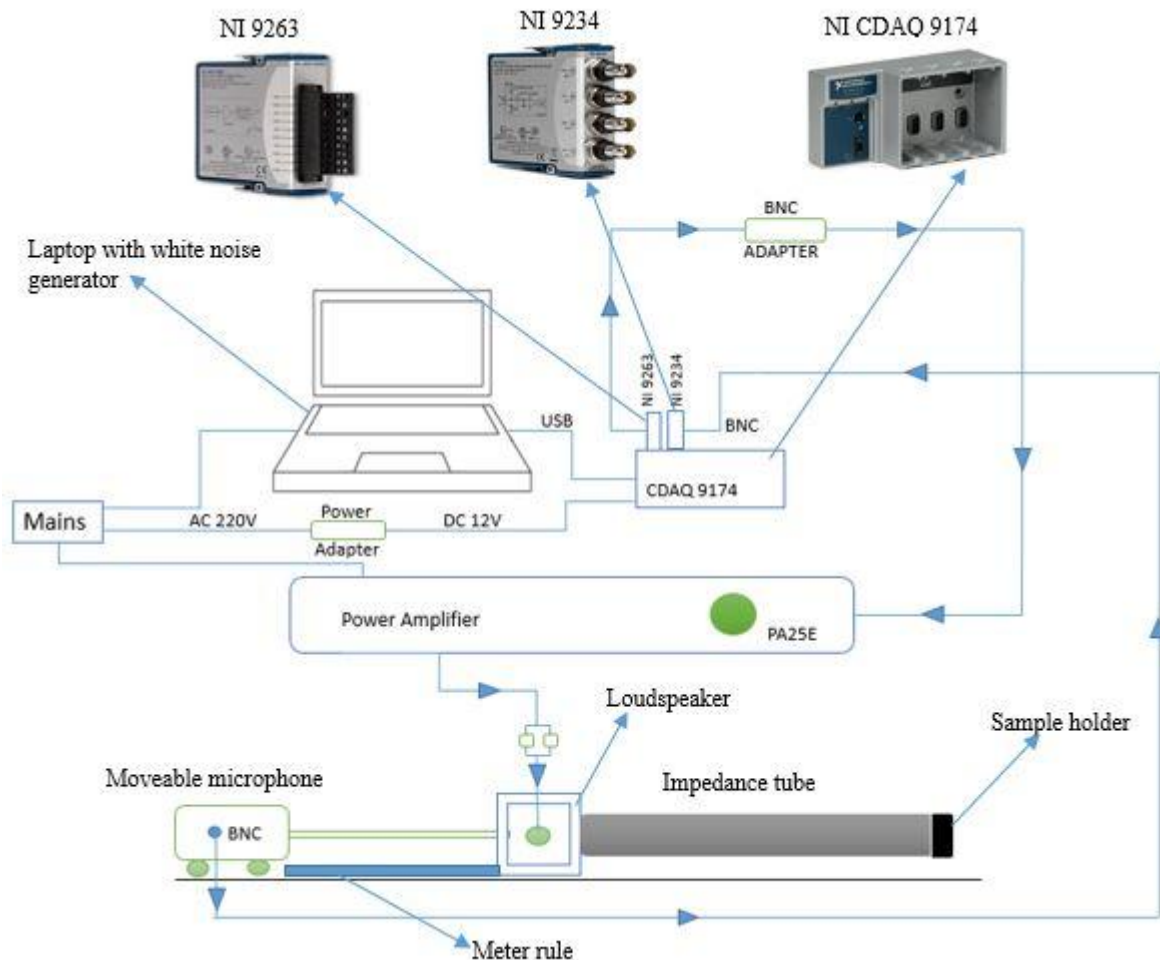 NI 9263
NI 9234
NI CDAQ 9174
BNC
ADAPTER
Laptop with white noise
generator
NI 9263
NI 9234
USB
BNC
CDAQ 9174
Mains
AC 220V
Power
Adapter
DC 12V
Power Amplifier
PA25E
Loudspeaker
Sample holder
Moveable microphone
Impedance tube
BNC
Meter rule